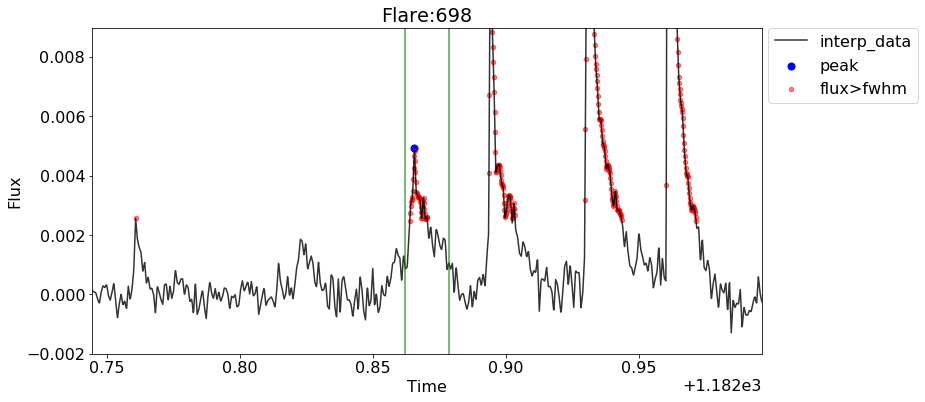 Flare:698
interp_data
peak
flux>fwhm
0.008
0.006
0.004
0.002
0.000
−0.002
Flux
0.75 0.80 0.85 0.90 0.95
Time
+1.182e3